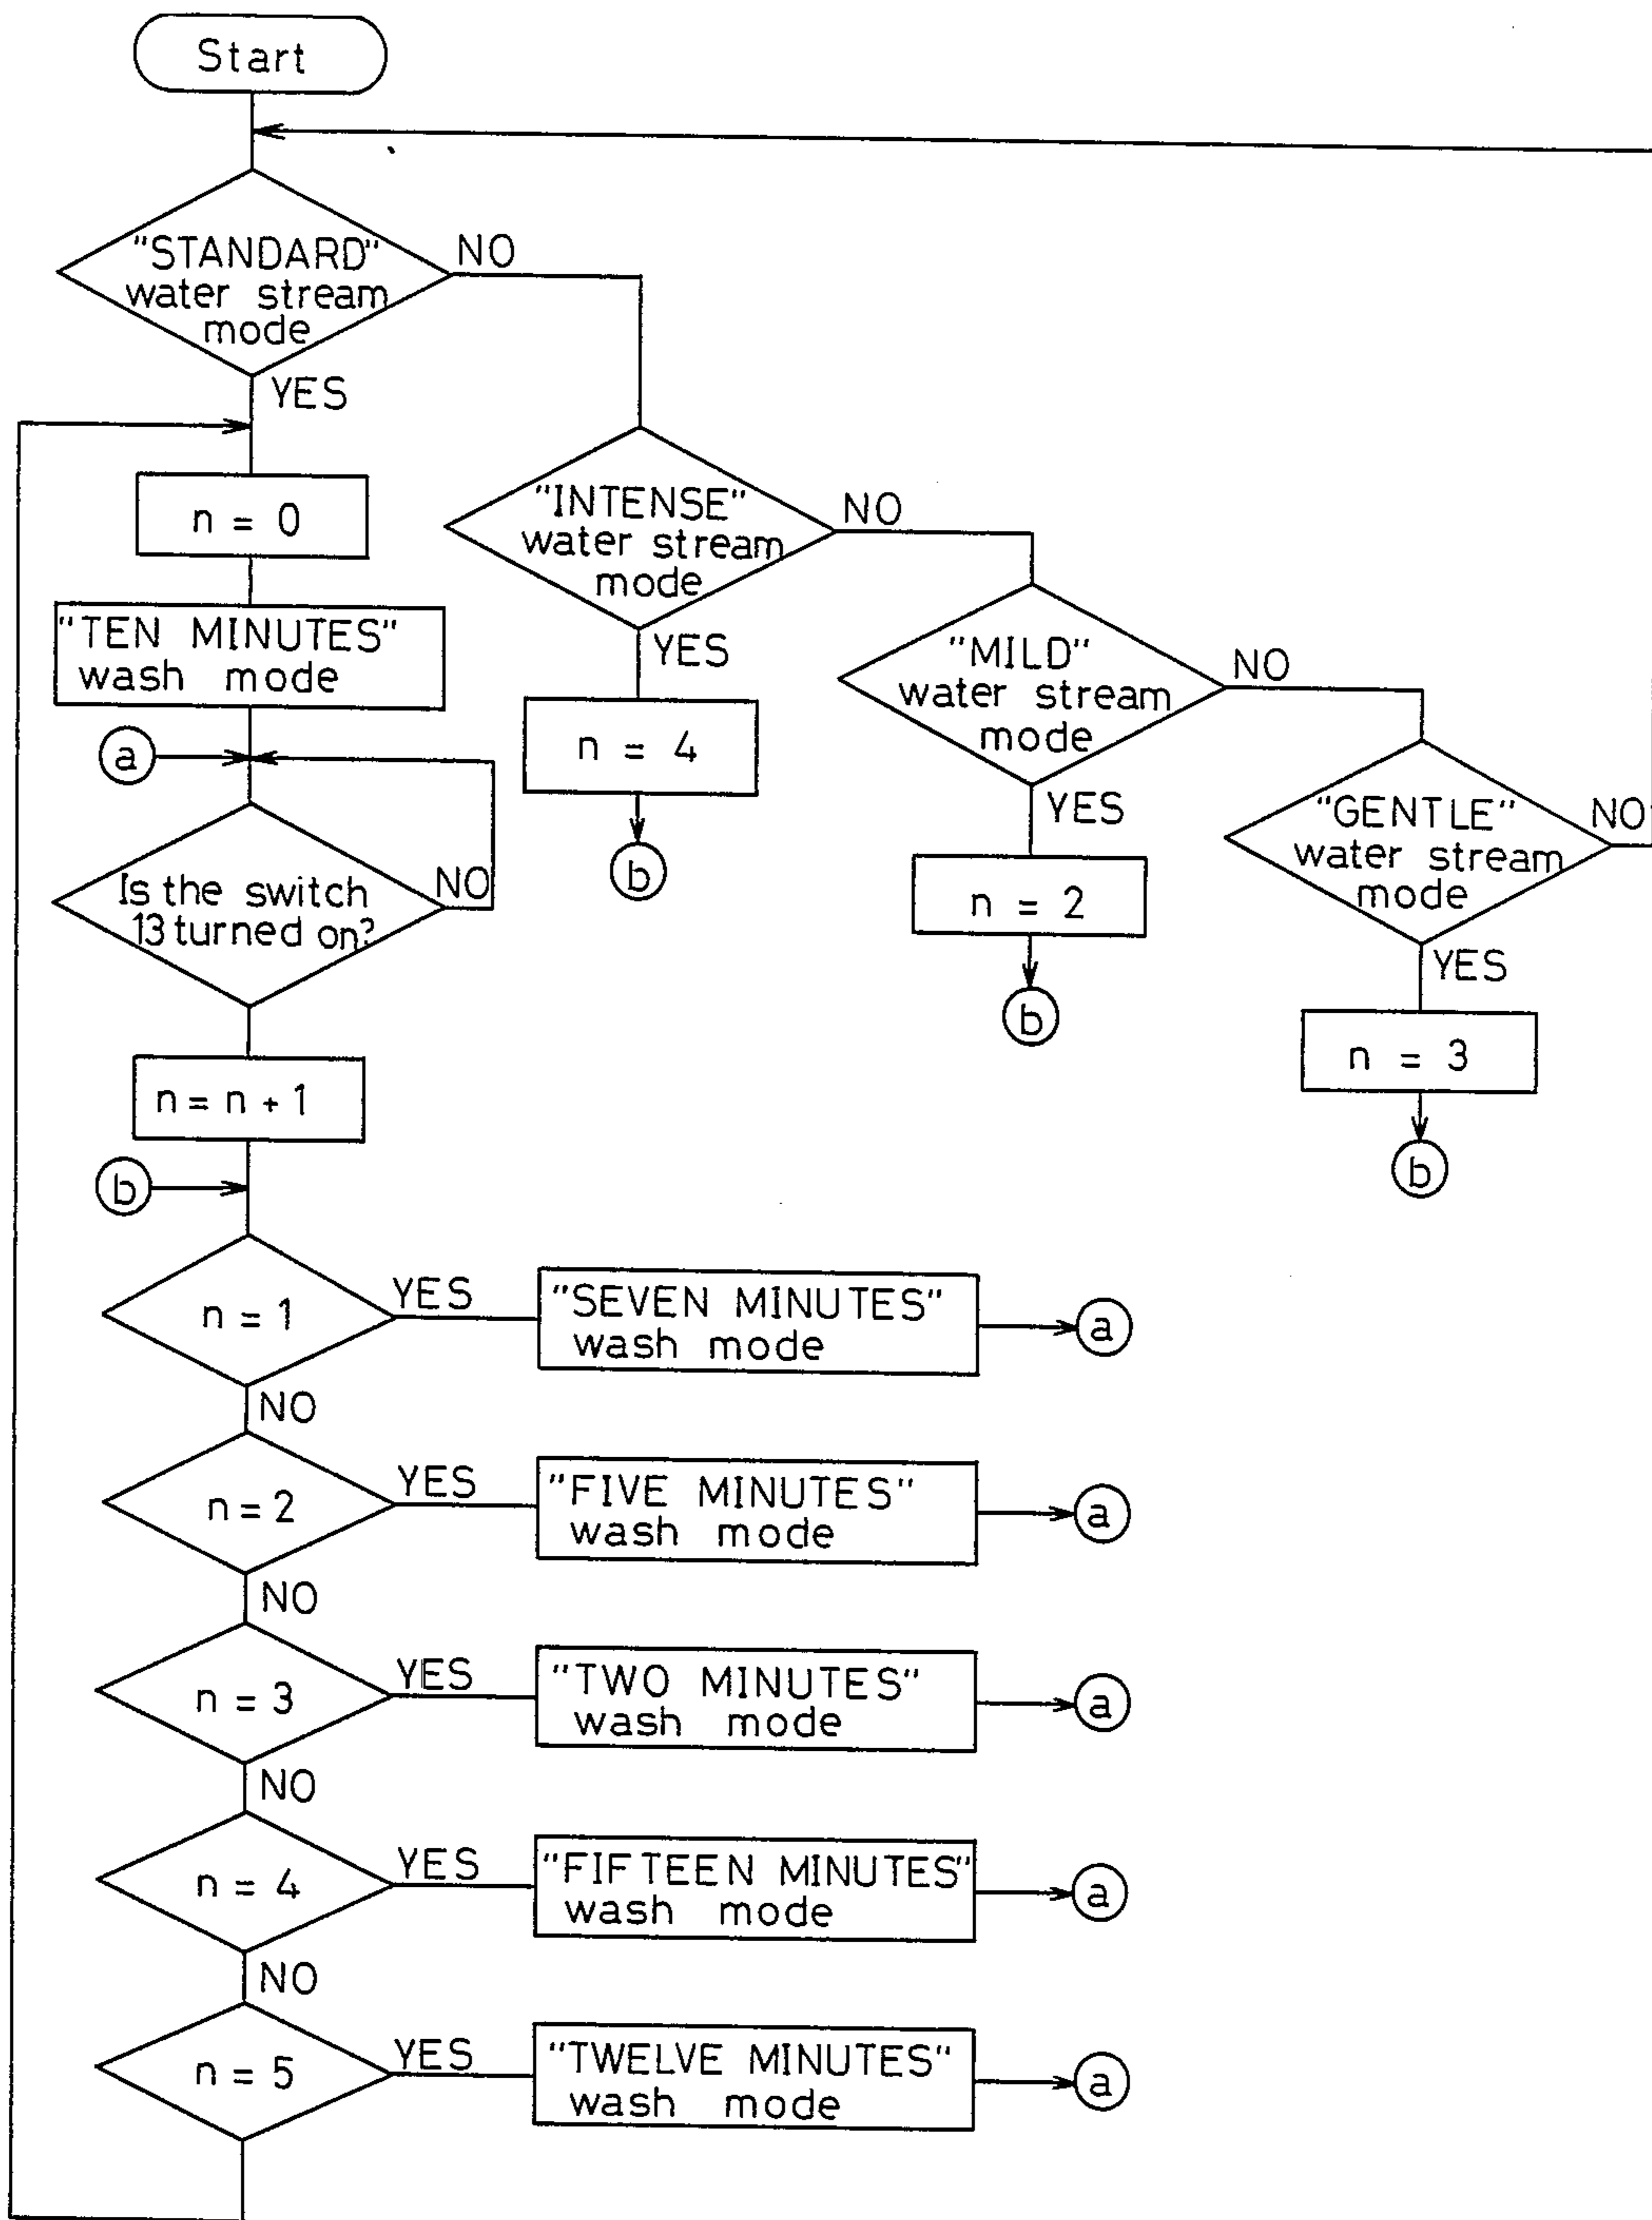 Start
"STANDARD"
water stream
mode
NO
YES
n = 0
"TEN MINUTES"
wash mode
a
Is the switch
13 turned on?
NO
n = n + 1
b
"INTENSE"
water stream
mode
NO
YES
n = 4
b
"MILD"
water stream
mode
NO
YES
n = 2
b
"GENTLE"
water stream
mode
NO
YES
n = 3
b
n = 1
YES
"SEVEN MINUTES"
wash mode
a
NO
n = 2
YES
"FIVE MINUTES"
wash mode
a
NO
n = 3
YES
"TWO MINUTES"
wash mode
a
NO
n = 4
YES
"FIFTEEN MINUTES"
wash mode
a
NO
n = 5
YES
"TWELVE MINUTES"
wash mode
a